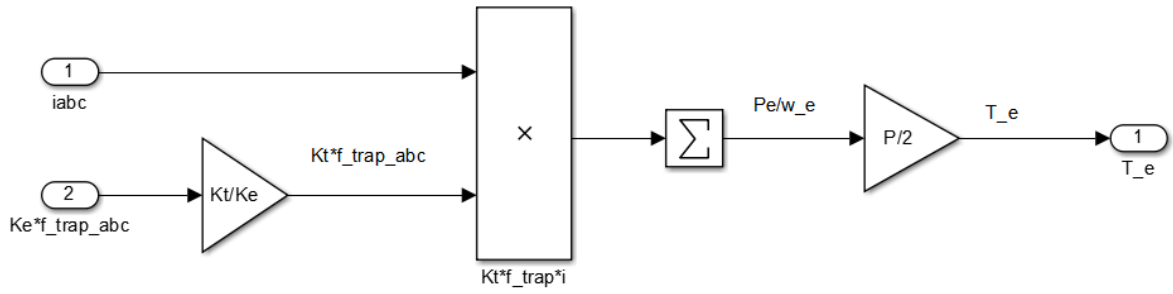 1
iabc
2
Ke*f_trap_abc
Kt/Ke
Kt*f_trap_abc
×
Kt*f_trap*i
∑
Pe/w_e
P/2
T_e
1
T_e